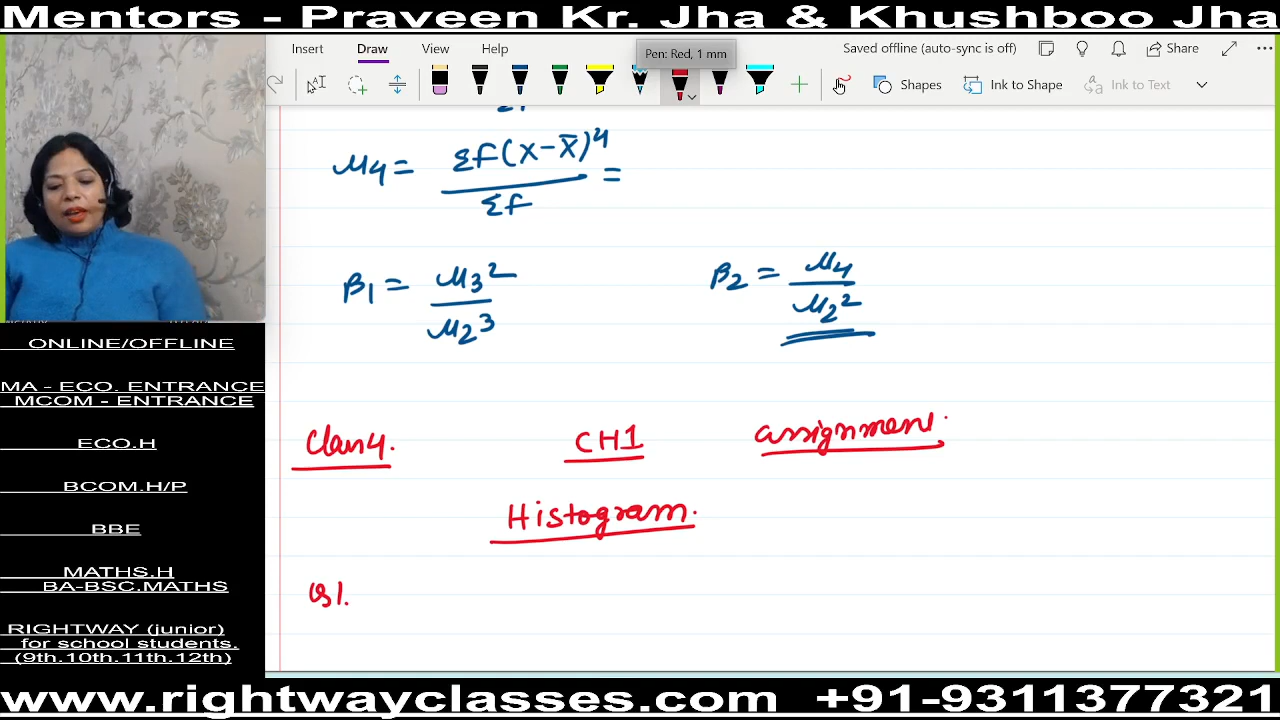 Mentors - Praveen Kr. Jha & Khushboo Jha
Insert Draw View Help
Pen: Red, 1 mm
Saved offline (auto-sync is off)
Share
Shapes
Ink to Shape
Ink to Text
μ4 = Σf(x-x̄)^4 / Σf =
β1 = μ3² / μ2³
β2 = μ4 / μ2²
Class 4. CH1 assignment.
Histogram.
Q1.
ONLINE/OFFLINE
MA - ECO. ENTRANCE
MCOM - ENTRANCE
ECO.H
BCOM.H/P
BBE
MATHS.H
BA-BSC.MATHS
RIGHTWAY (junior)
for school students.
(9th.10th.11th.12th)
www.rightwayclasses.com +91-9311377321